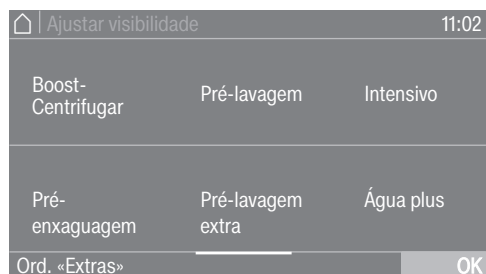 Ajustar visibilidade 11:02
Boost-
Centrifugar
Pré-lavagem
Intensivo
Pré-
enxaguagem
Pré-lavagem
extra
Água plus
Ord. «Extras» OK